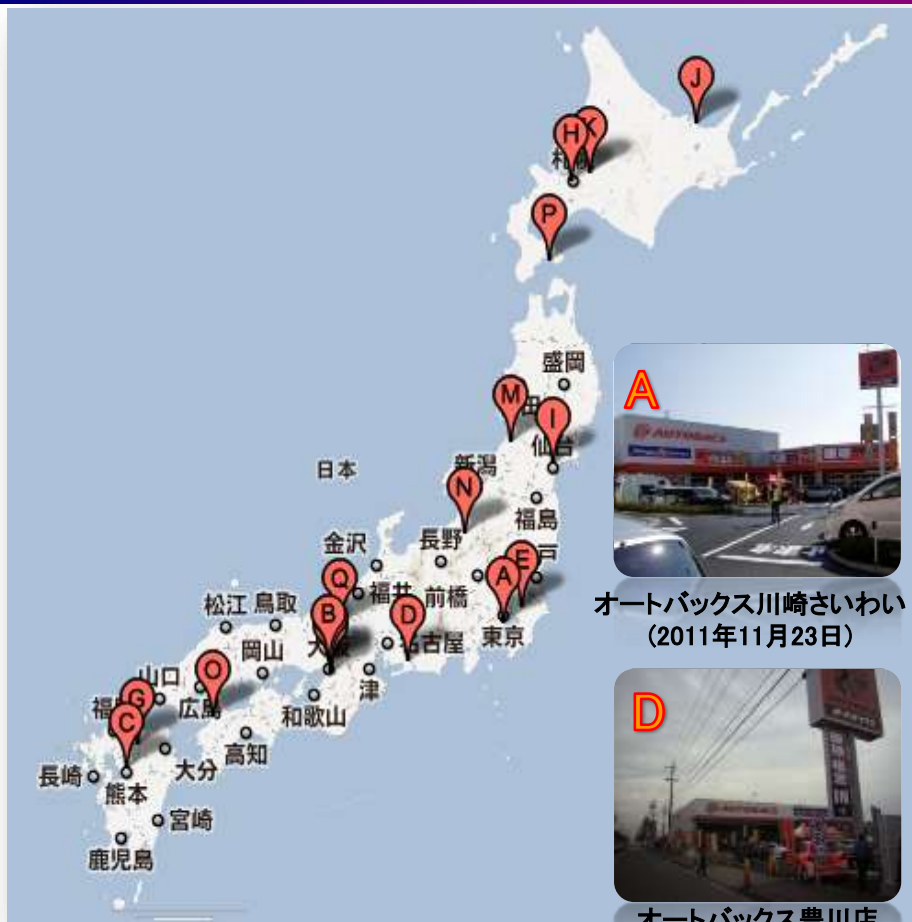 J
K
H
札
P
盛岡
M
田
I
仙台
日本
新潟
N
福島
金沢
長野
戸
E
A
Q
福井
前橋
松江
鳥取
B
D
名古屋
東京
岡山
大阪
山口
O
津
G
福
広島
和歌山
C
高知
大分
長崎
熊本
宮崎
鹿児島
A
AUTOBACS
オートバックス川崎さいわい
(2011年11月23日)
D
AUTOBACS
オートバックス豊川店